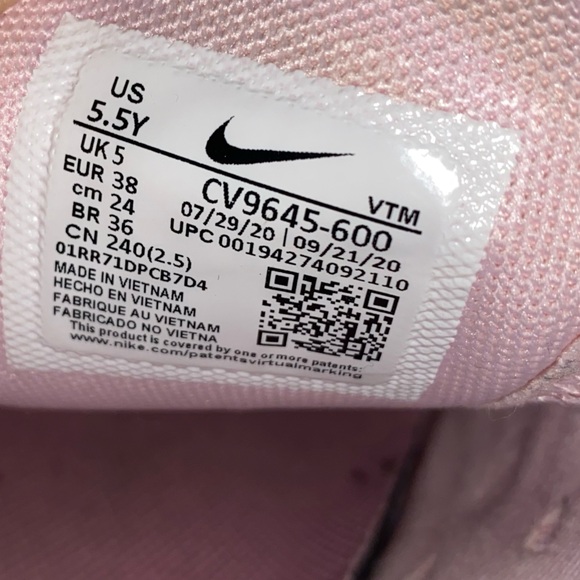 US
5.5Y
UK 5
EUR 38
cm 24
BR 36
CN 240(2.5)
VTM
CV9645-600
07/29/20 | 09/21/20
UPC 00194274092110
01RR71DPCB7D4
MADE IN VIETNAM
HECHO EN VIETNAM
FABRIQUE AU VIETNAM
FABRICADO NO VIETNA
This product is covered by one or more patents:
www.nike.com/patentsvirtualmarking